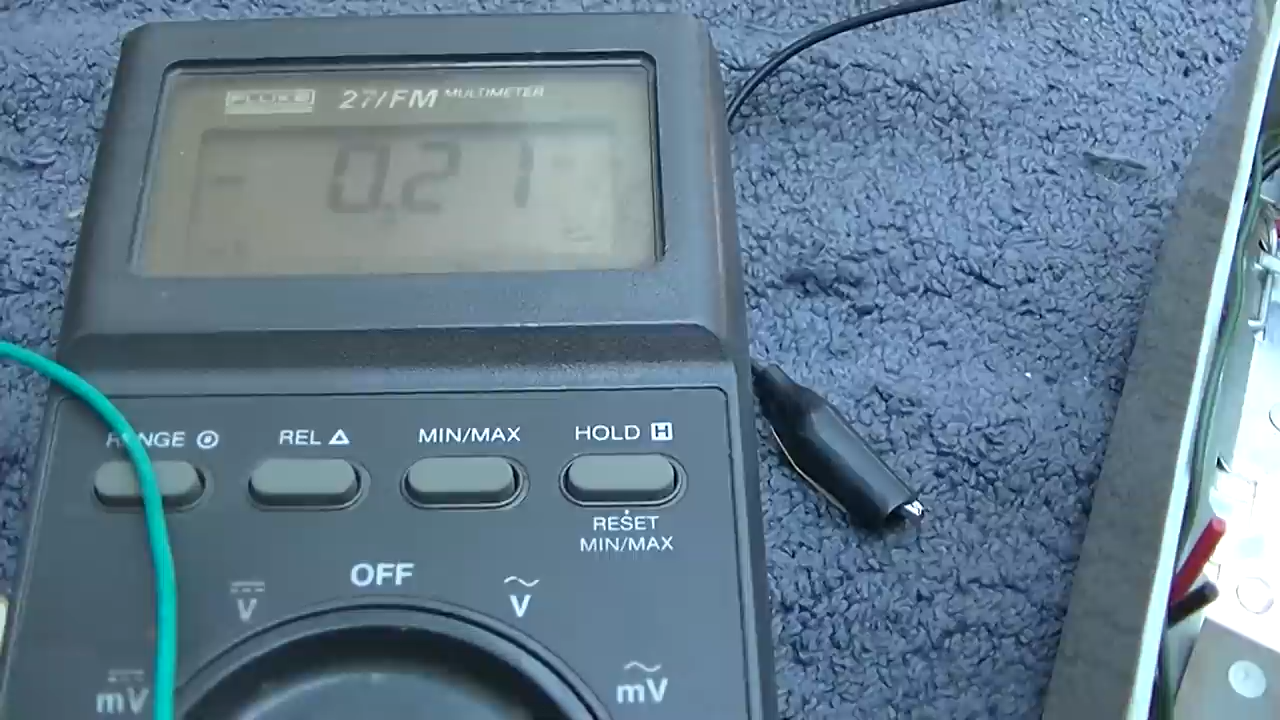 FLUKE 27/FM MULTIMETER
- 0.21
RANGE REL △ MIN/MAX HOLD H
RESET
MIN/MAX
OFF
V V
mV mV